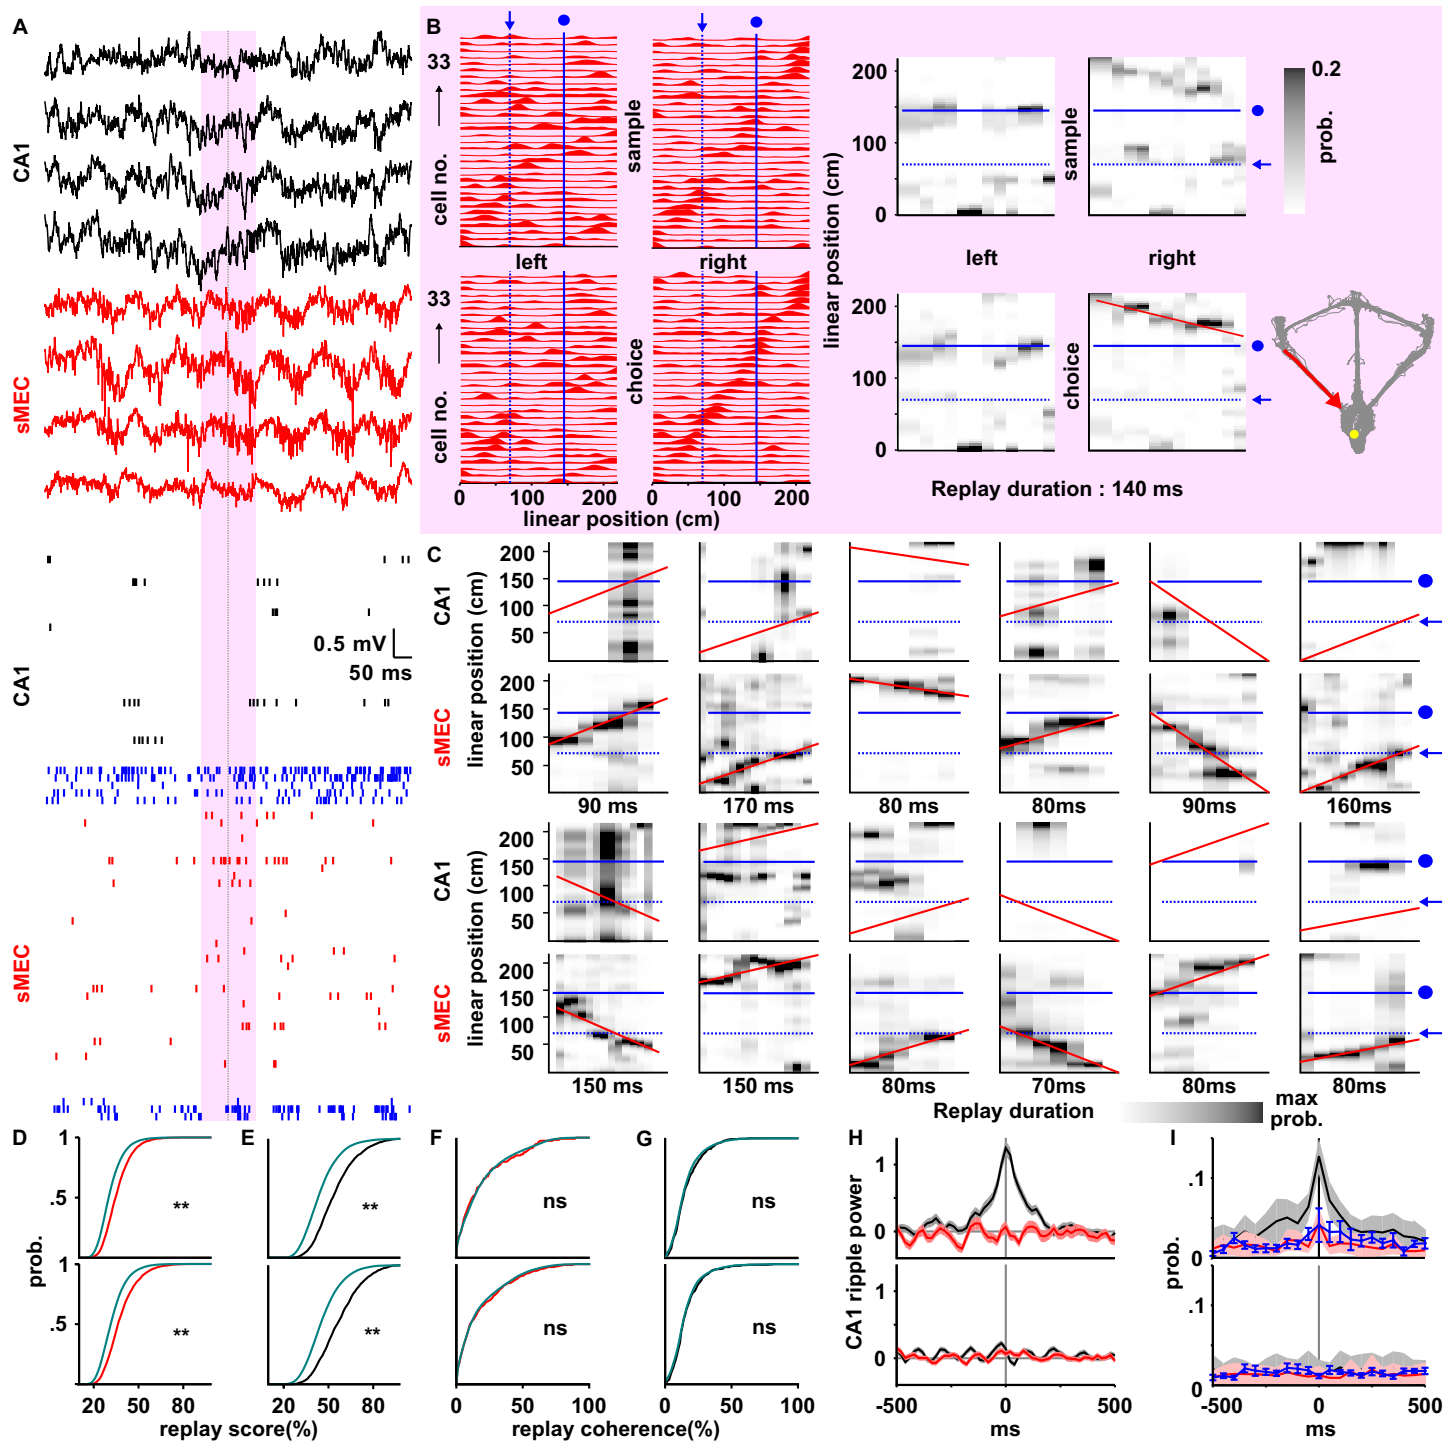 A
CA1
sMEC
0.5 mV
50 ms
CA1
sMEC
B
33
cell no.
sample
left
right
33
cell no.
choice
0
100
200
0
100
200
linear position (cm)
linear position (cm)
200
100
0
sample
0.2
prob.
left
right
200
100
0
choice
Replay duration : 140 ms
C
CA1
linear position (cm)
200
150
100
50
sMEC
linear position (cm)
200
150
100
50
90 ms
170 ms
80 ms
80ms
90ms
160ms
CA1
linear position (cm)
200
150
100
50
sMEC
linear position (cm)
200
150
100
50
150 ms
150 ms
80ms
70ms
80ms
80ms
Replay duration
max
prob.
D
1
.5
**
prob.
1
.5
**
20
40
80
E
**
**
20
40
80
replay score(%)
F
ns
ns
0
50
100
G
ns
ns
0
50
100
replay coherence(%)
H
CA1 ripple power
1
0
1
0
-500
0
500
ms
I
prob.
.1
0
.1
0
-500
0
500
ms